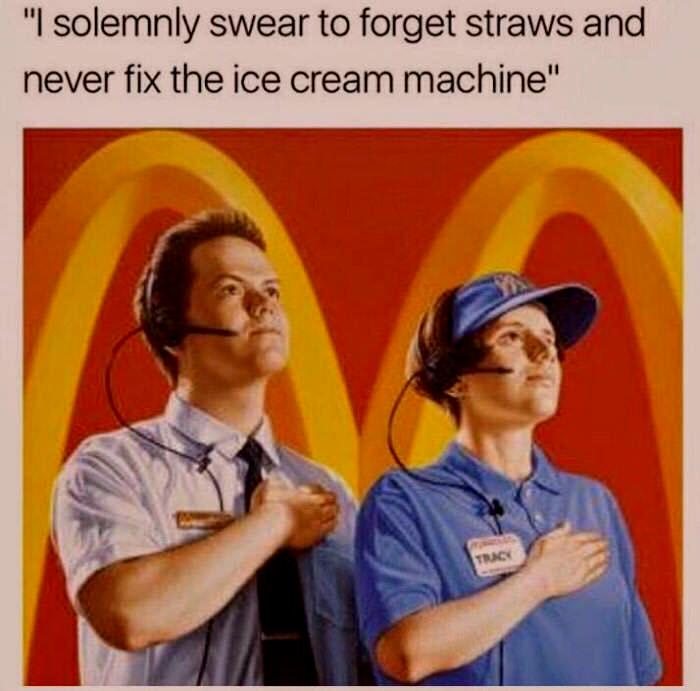 "I solemnly swear to forget straws and
never fix the ice cream machine"
TRACY